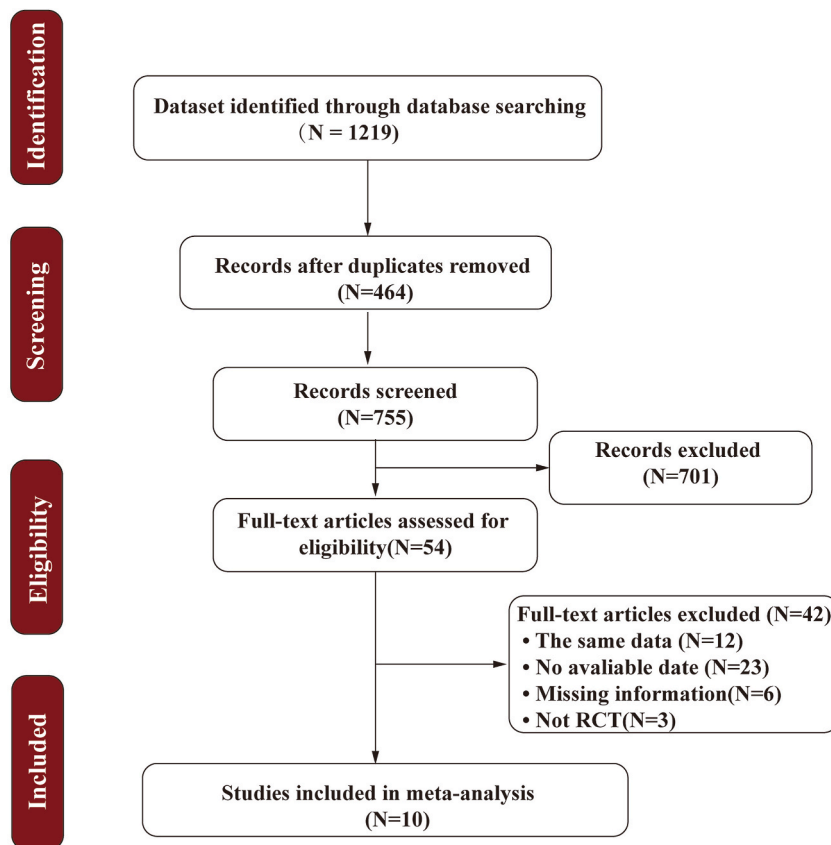 Identification
Dataset identified through database searching
（N = 1219)
Screening
Records after duplicates removed
(N=464)
Records screened
(N=755)
Records excluded
(N=701)
Eligibility
Full-text articles assessed for
eligibility(N=54)
Full-text articles excluded (N=42)
• The same data (N=12)
• No avaliable date (N=23)
• Missing information(N=6)
• Not RCT(N=3)
Included
Studies included in meta-analysis
(N=10)